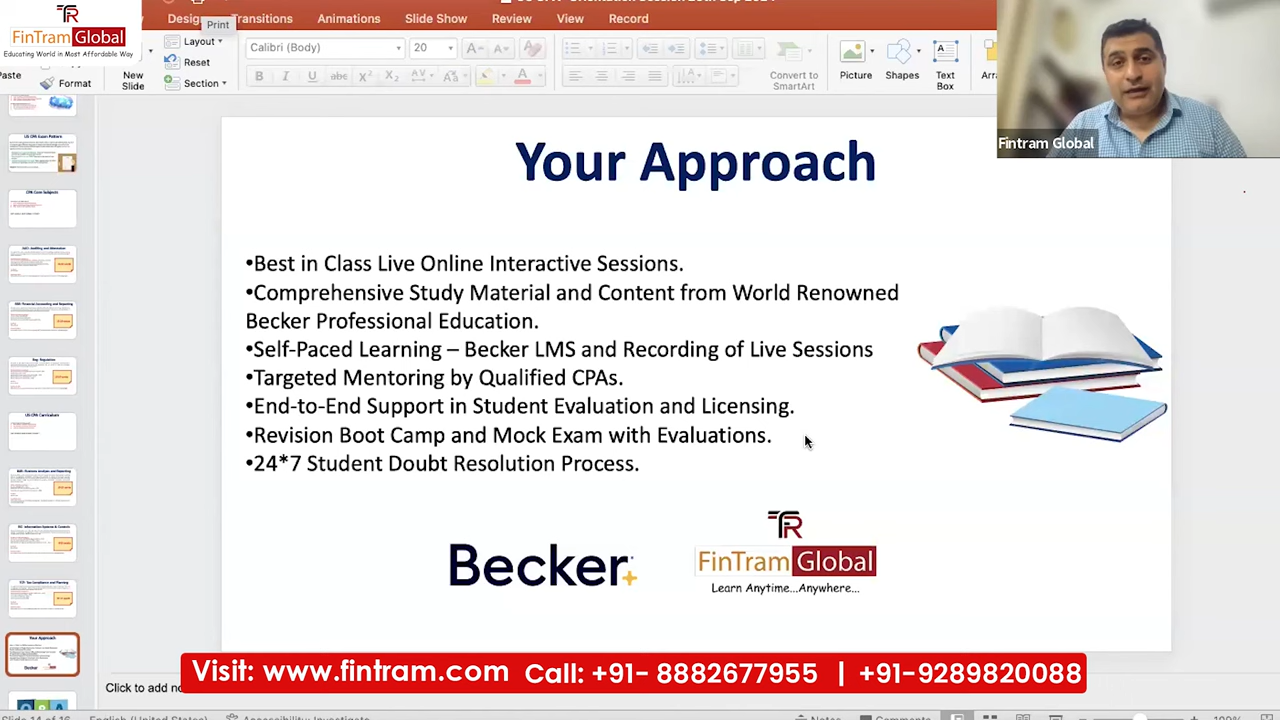 FinTram Global
Educating World in Most Affordable Way
Design
Transitions
Animations
Slide Show
Review
View
Record
Print
Layout
Reset
Section
Format
New
Slide
Calibri (Body)
20
Convert to
SmartArt
Picture
Shapes
Text
Box
Fintram Global
Your Approach
•Best in Class Live Online Interactive Sessions.
•Comprehensive Study Material and Content from World Renowned
Becker Professional Education.
•Self-Paced Learning – Becker LMS and Recording of Live Sessions
•Targeted Mentoring by Qualified CPAs.
•End-to-End Support in Student Evaluation and Licensing.
•Revision Boot Camp and Mock Exam with Evaluations.
•24*7 Student Doubt Resolution Process.
Becker
FinTram Global
Learn Anytime...Anywhere...
Visit: www.fintram.com Call: +91- 8882677955 | +91-9289820088
Click to add